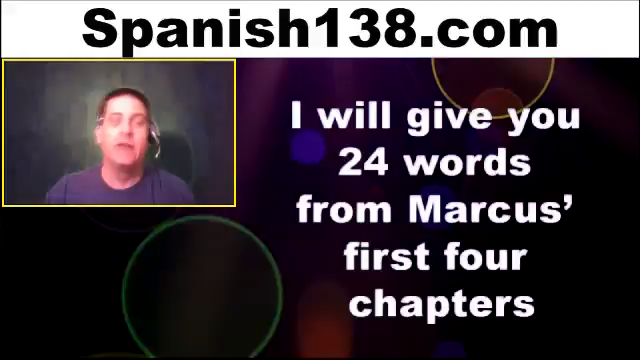 Spanish138.com
I will give you
24 words
from Marcus’
first four
chapters